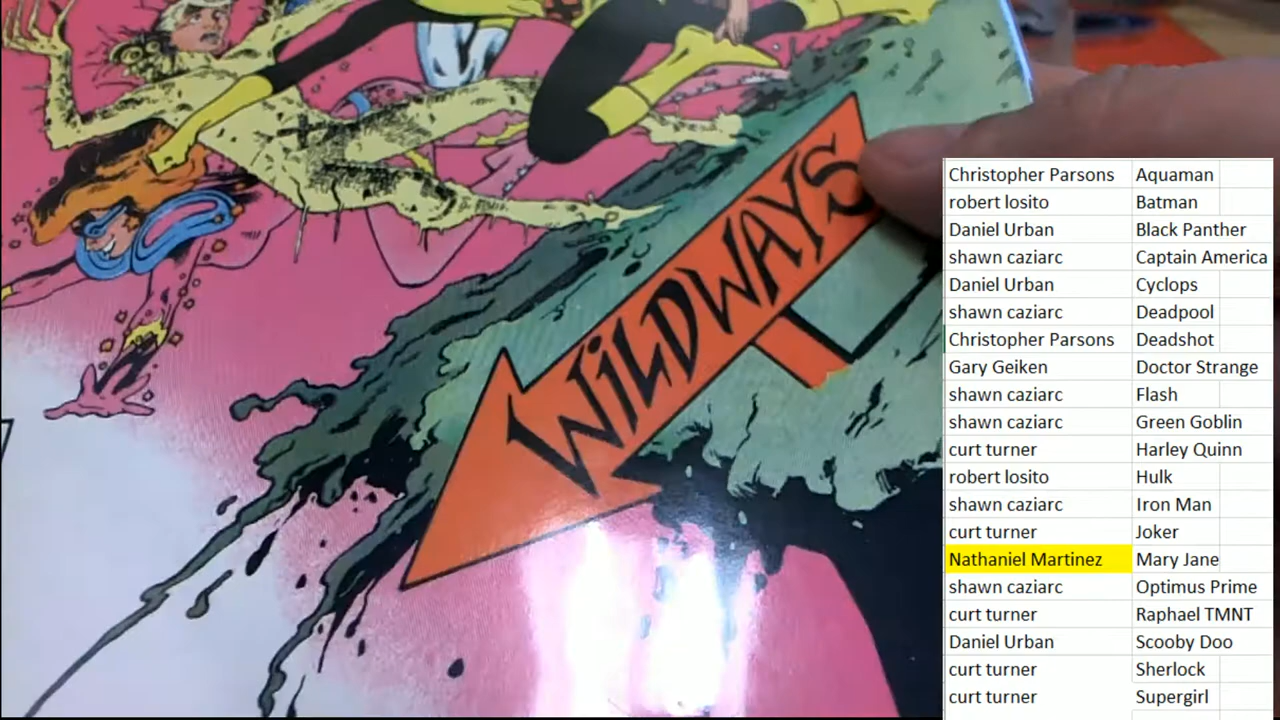 WiLDWAYS
Christopher Parsons Aquaman
robert losito Batman
Daniel Urban Black Panther
shawn caziarc Captain America
Daniel Urban Cyclops
shawn caziarc Deadpool
Christopher Parsons Deadshot
Gary Geiken Doctor Strange
shawn caziarc Flash
shawn caziarc Green Goblin
curt turner Harley Quinn
robert losito Hulk
shawn caziarc Iron Man
curt turner Joker
Nathaniel Martinez Mary Jane
shawn caziarc Optimus Prime
curt turner Raphael TMNT
Daniel Urban Scooby Doo
curt turner Sherlock
curt turner Supergirl